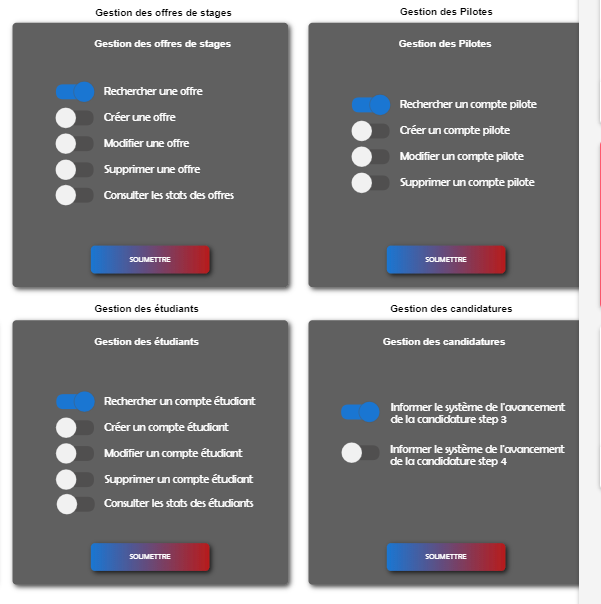 Gestion des offres de stages
Gestion des offres de stages
Rechercher une offre
Créer une offre
Modifier une offre
Supprimer une offre
Consulter les stats des offres
SOUMETTRE
Gestion des Pilotes
Gestion des Pilotes
Rechercher un compte pilote
Créer un compte pilote
Modifier un compte pilote
Supprimer un compte pilote
SOUMETTRE
Gestion des étudiants
Gestion des étudiants
Rechercher un compte étudiant
Créer un compte étudiant
Modifier un compte étudiant
Supprimer un compte étudiant
Consulter les stats des étudiants
SOUMETTRE
Gestion des candidatures
Gestion des candidatures
Informer le système de l'avancement
de la candidature step 3
Informer le système de l'avancement
de la candidature step 4
SOUMETTRE